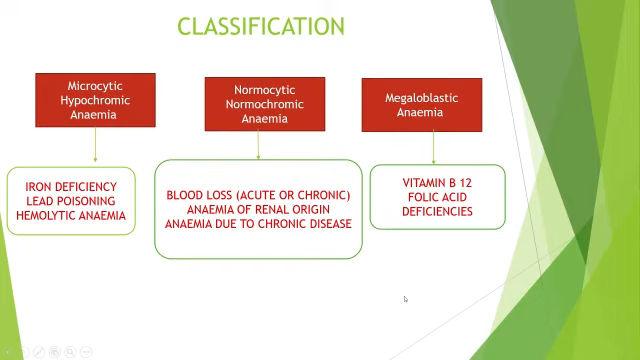 CLASSIFICATION
Microcytic
Hypochromic
Anaemia
Normocytic
Normochromic
Anaemia
Megaloblastic
Anaemia
IRON DEFICIENCY
LEAD POISONING
HEMOLYTIC ANAEMIA
BLOOD LOSS (ACUTE OR CHRONIC)
ANAEMIA OF RENAL ORIGIN
ANAEMIA DUE TO CHRONIC DISEASE
VITAMIN B 12
FOLIC ACID
DEFICIENCIES